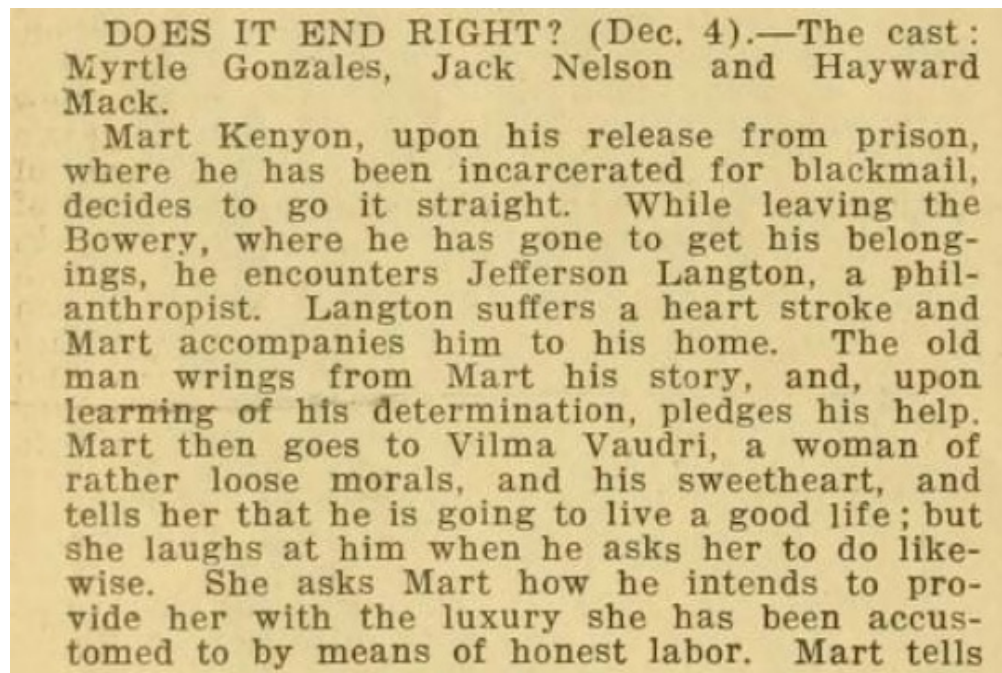 DOES IT END RIGHT? (Dec. 4).—The cast:
Myrtle Gonzales, Jack Nelson and Hayward
Mack.
Mart Kenyon, upon his release from prison,
where he has been incarcerated for blackmail,
decides to go it straight. While leaving the
Bowery, where he has gone to get his belong-
ings, he encounters Jefferson Langton, a phil-
anthropist. Langton suffers a heart stroke and
Mart accompanies him to his home. The old
man wrings from Mart his story, and, upon
learning of his determination, pledges his help.
Mart then goes to Vilma Vaudri, a woman of
rather loose morals, and his sweetheart, and
tells her that he is going to live a good life; but
she laughs at him when he asks her to do like-
wise. She asks Mart how he intends to pro-
vide her with the luxury she has been accus-
tomed to by means of honest labor. Mart tells